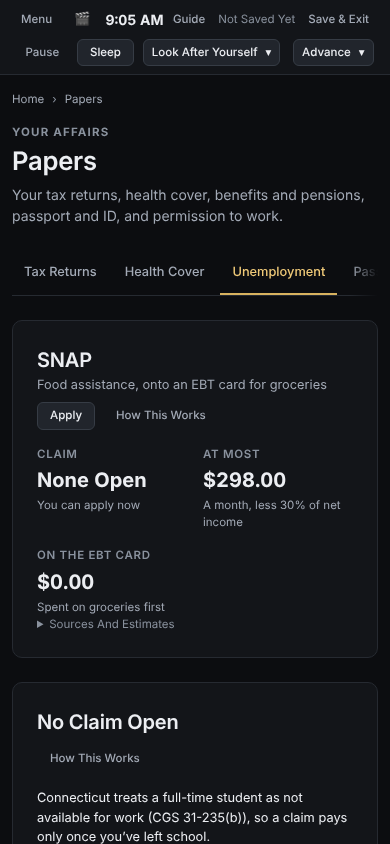 Menu 🎬 9:05 AM Guide Not Saved Yet Save & Exit
Pause Sleep Look After Yourself ▾ Advance ▾
Home › Papers
YOUR AFFAIRS
Papers
Your tax returns, health cover, benefits and pensions,
passport and ID, and permission to work.
Tax Returns Health Cover Unemployment Pas
SNAP
Food assistance, onto an EBT card for groceries
Apply How This Works
CLAIM
None Open
You can apply now
AT MOST
$298.00
A month, less 30% of net
income
ON THE EBT CARD
$0.00
Spent on groceries first
▶ Sources And Estimates
No Claim Open
How This Works
Connecticut treats a full-time student as not
available for work (CGS 31-235(b)), so a claim pays
only once you’ve left school.